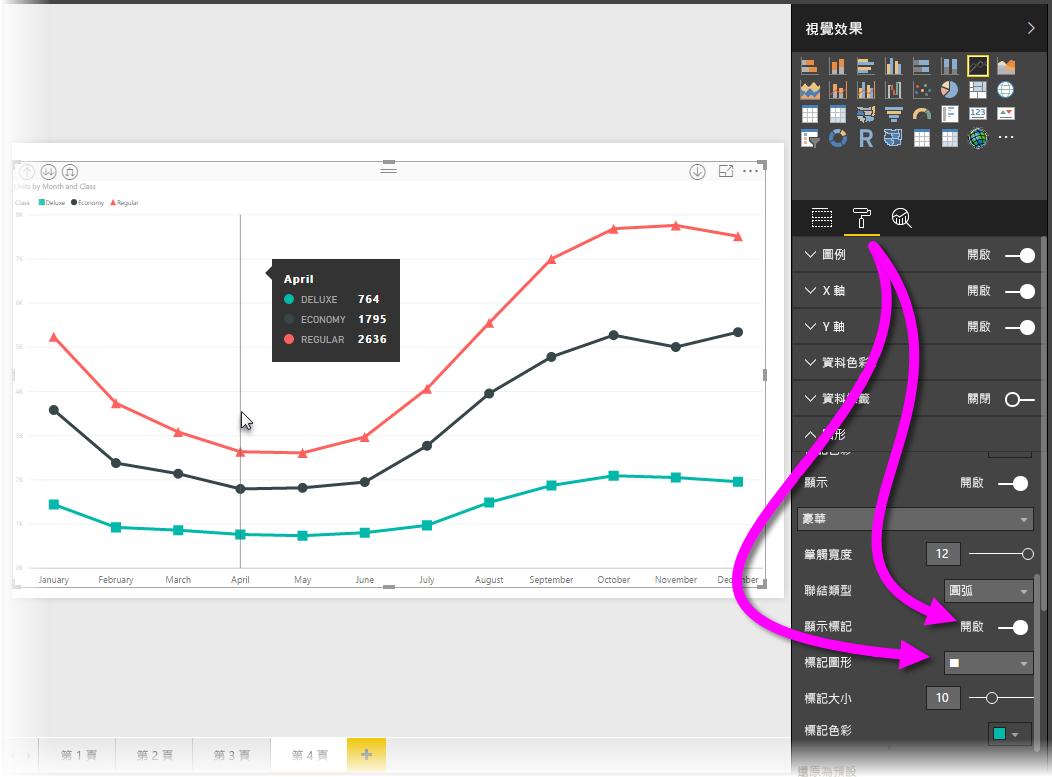 視覺效果
R
123
Units by Month and Class
Class Deluxe Economy Regular
8K
7K
6K
5K
4K
3K
2K
1K
0K
April
DELUXE 764
ECONOMY 1795
REGULAR 2636
January February March April May June July August September October November December
圖例 開啟
X 軸 開啟
Y 軸 開啟
資料色彩
資料標籤 關閉
圖形
顯示 開啟
豪華
筆觸寬度 12
聯結類型 圓弧
顯示標記 開啟
標記圖形
標記大小 10
標記色彩
還原為預設
第 1 頁 第 2 頁 第 3 頁 第 4 頁 +